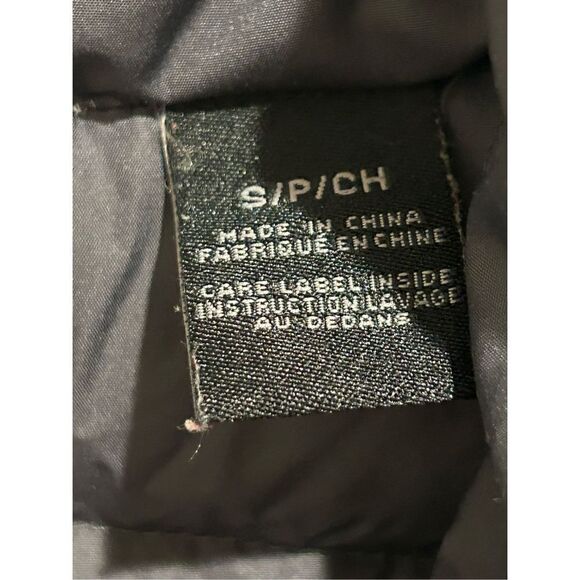 S/P/CH
MADE IN CHINA
FABRIQUE EN CHINE
CARE LABEL INSIDE
INSTRUCTION LAVAGE
AU DEDANS